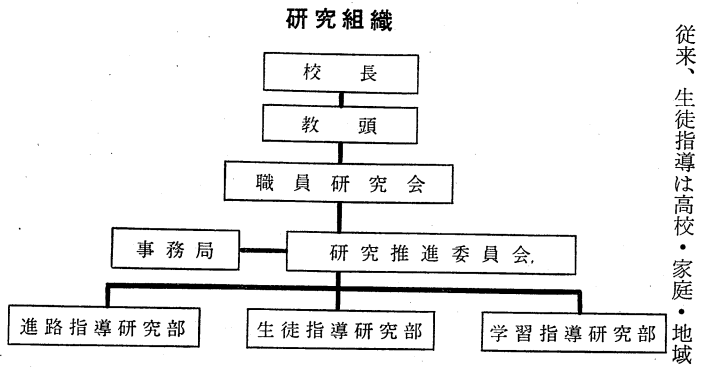 研究組織
校長
教頭
職員研究会
事務局
研究推進委員会
進路指導研究部
生徒指導研究部
学習指導研究部
従来、生徒指導は高校・家庭・地域